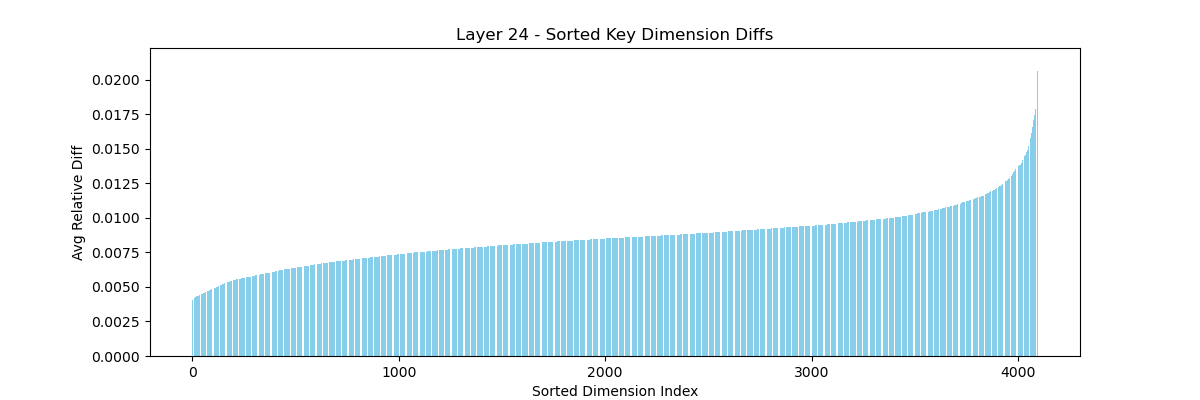 Layer 24 - Sorted Key Dimension Diffs
Avg Relative Diff
0.0200
0.0175
0.0150
0.0125
0.0100
0.0075
0.0050
0.0025
0.0000
0 1000 2000 3000 4000
Sorted Dimension Index